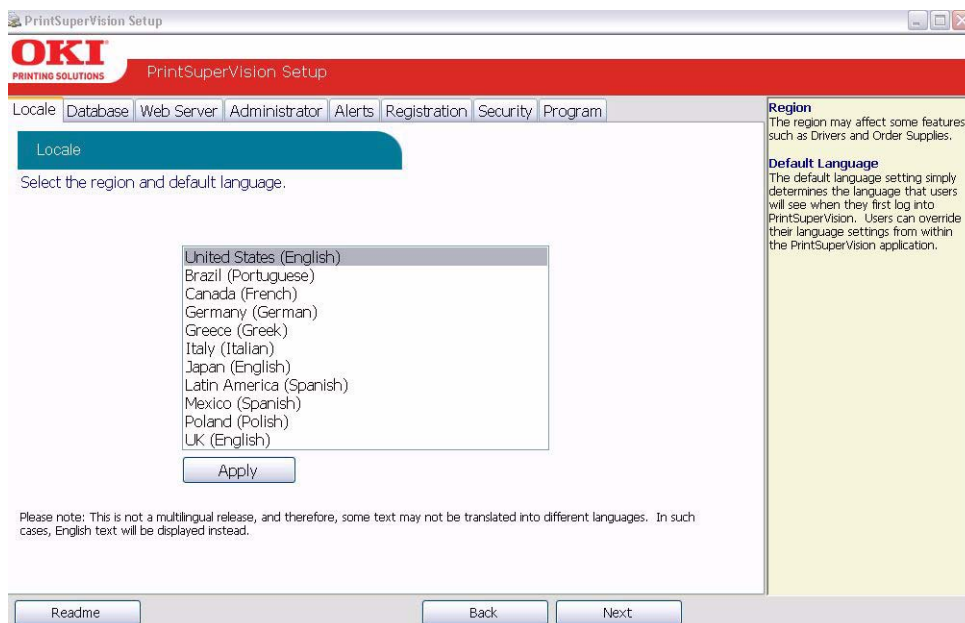 PrintSuperVision Setup
OKI
PRINTING SOLUTIONS
PrintSuperVision Setup
Locale Database Web Server Administrator Alerts Registration Security Program
Locale
Select the region and default language.
United States (English)
Brazil (Portuguese)
Canada (French)
Germany (German)
Greece (Greek)
Italy (Italian)
Japan (English)
Latin America (Spanish)
Mexico (Spanish)
Poland (Polish)
UK (English)
Apply
Please note: This is not a multilingual release, and therefore, some text may not be translated into different languages. In such
cases, English text will be displayed instead.
Region
The region may affect some features
such as Drivers and Order Supplies.
Default Language
The default language setting simply
determines the language that users
will see when they first log into
PrintSuperVision. Users can override
their language settings from within
the PrintSuperVision application.
Readme Back Next